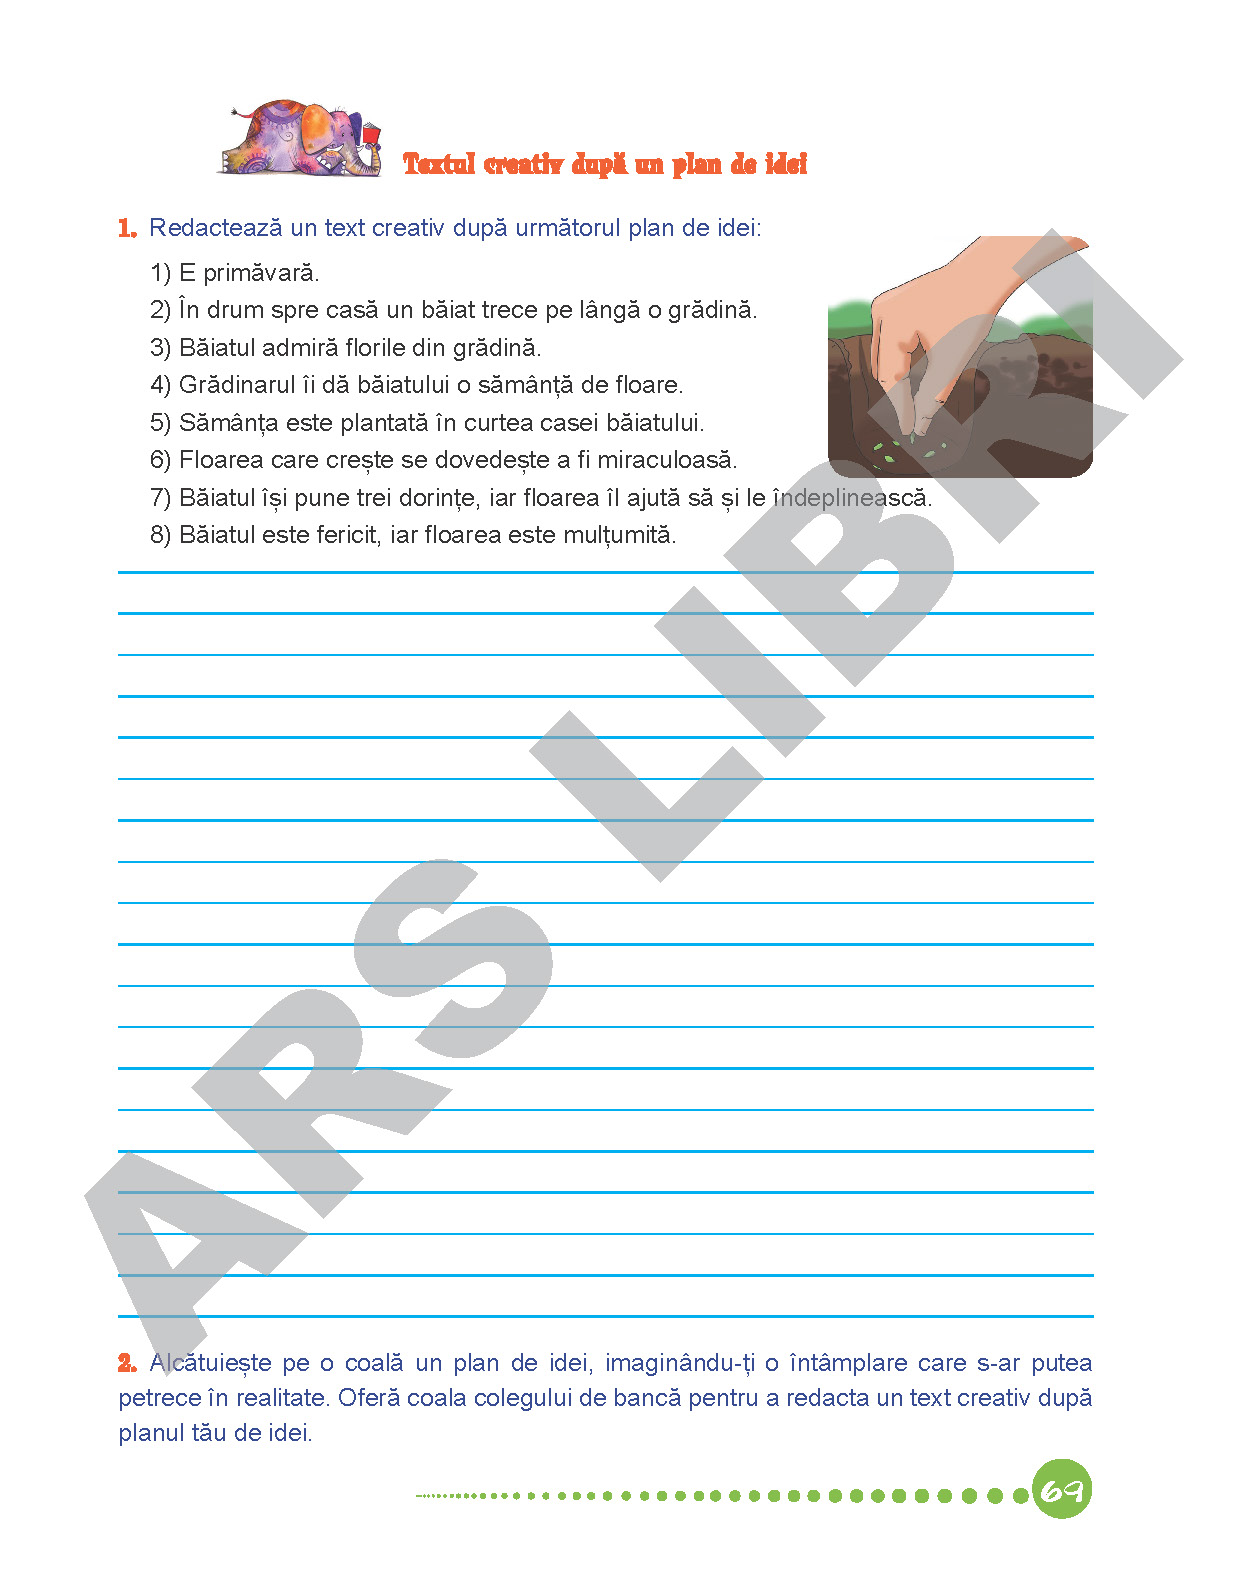 Textul creativ după un plan de idei
1. Redactează un text creativ după următorul plan de idei:
1) E primăvară.
2) În drum spre casă un băiat trece pe lângă o grădină.
3) Băiatul admiră florile din grădină.
4) Grădinarul îi dă băiatului o sămânță de floare.
5) Sămânța este plantată în curtea casei băiatului.
6) Floarea care crește se dovedește a fi miraculoasă.
7) Băiatul își pune trei dorințe, iar floarea îl ajută să și le îndeplinească.
8) Băiatul este fericit, iar floarea este mulțumită.
ARS LIBRI
2. Alcătuiește pe o coală un plan de idei, imaginându-ți o întâmplare care s-ar putea
petrece în realitate. Oferă coala colegului de bancă pentru a redacta un text creativ după
planul tău de idei.
69